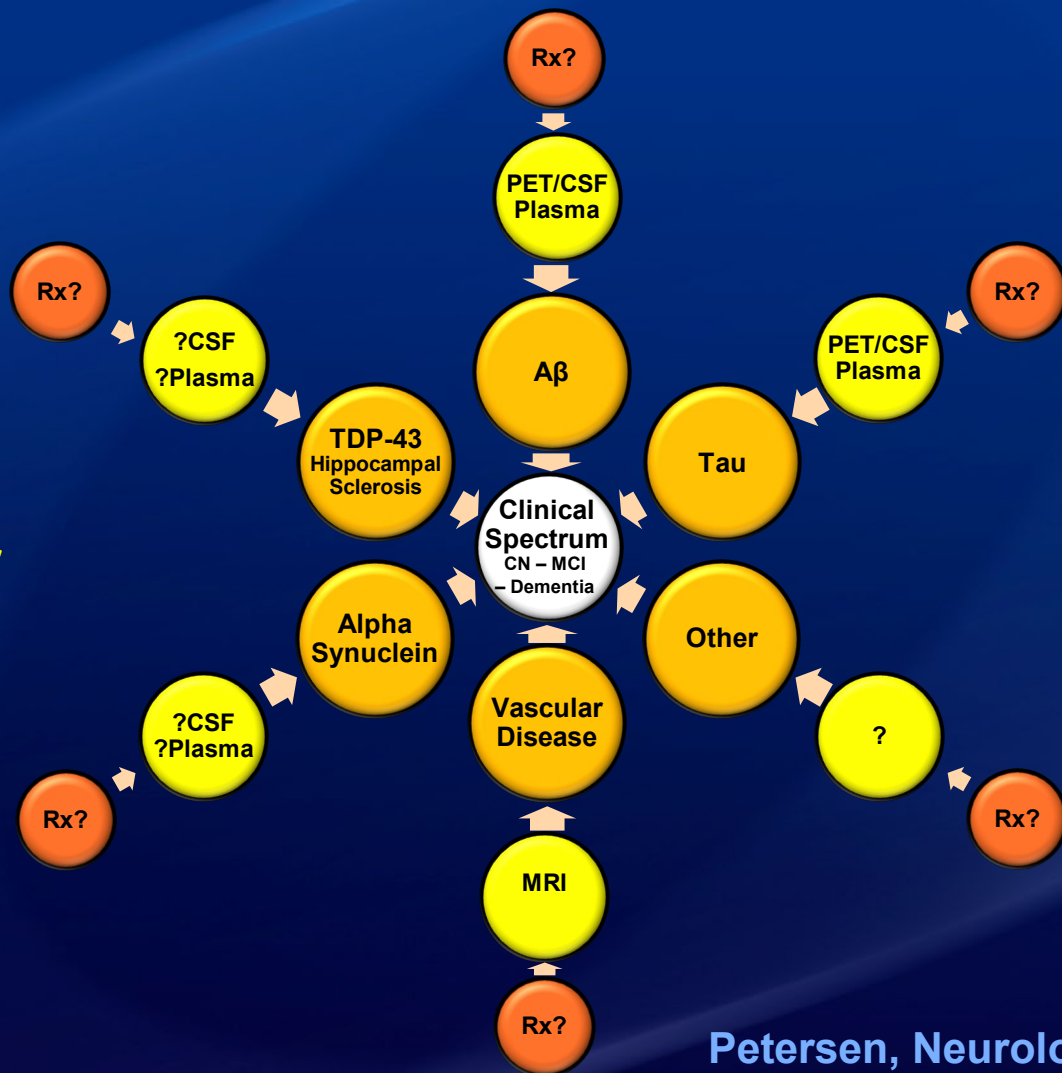 Rx?
PET/CSF
Plasma
Rx?
?CSF
?Plasma
Rx?
PET/CSF
Plasma
Aβ
TDP-43
Hippocampal
Sclerosis
Tau
Clinical
Spectrum
CN – MCI
– Dementia
Alpha
Synuclein
Other
Vascular
Disease
?CSF
?Plasma
?
Rx?
Rx?
MRI
Rx?
Petersen,